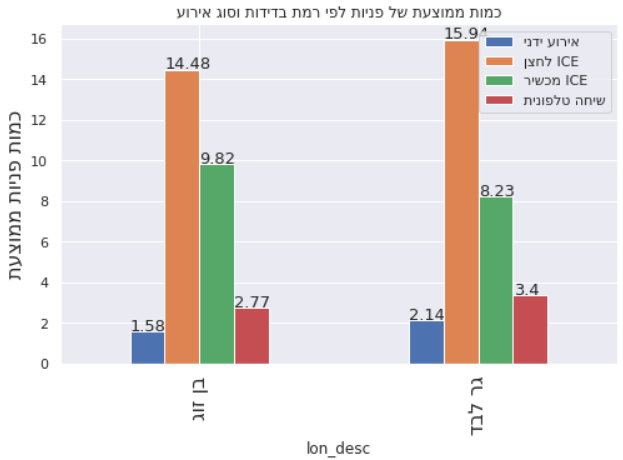 כמות ממוצעת של פניות לפי רמת בדידות וסוג אירוע
כמות פניות ממוצעת
16
14
12
10
8
6
4
2
0
1.58
14.48
9.82
2.77
2.14
15.94
8.23
3.4
אירוע ידני
לחצן ICE
מכשיר ICE
שיחה טלפונית
בן זוג
גר לבד
lon_desc